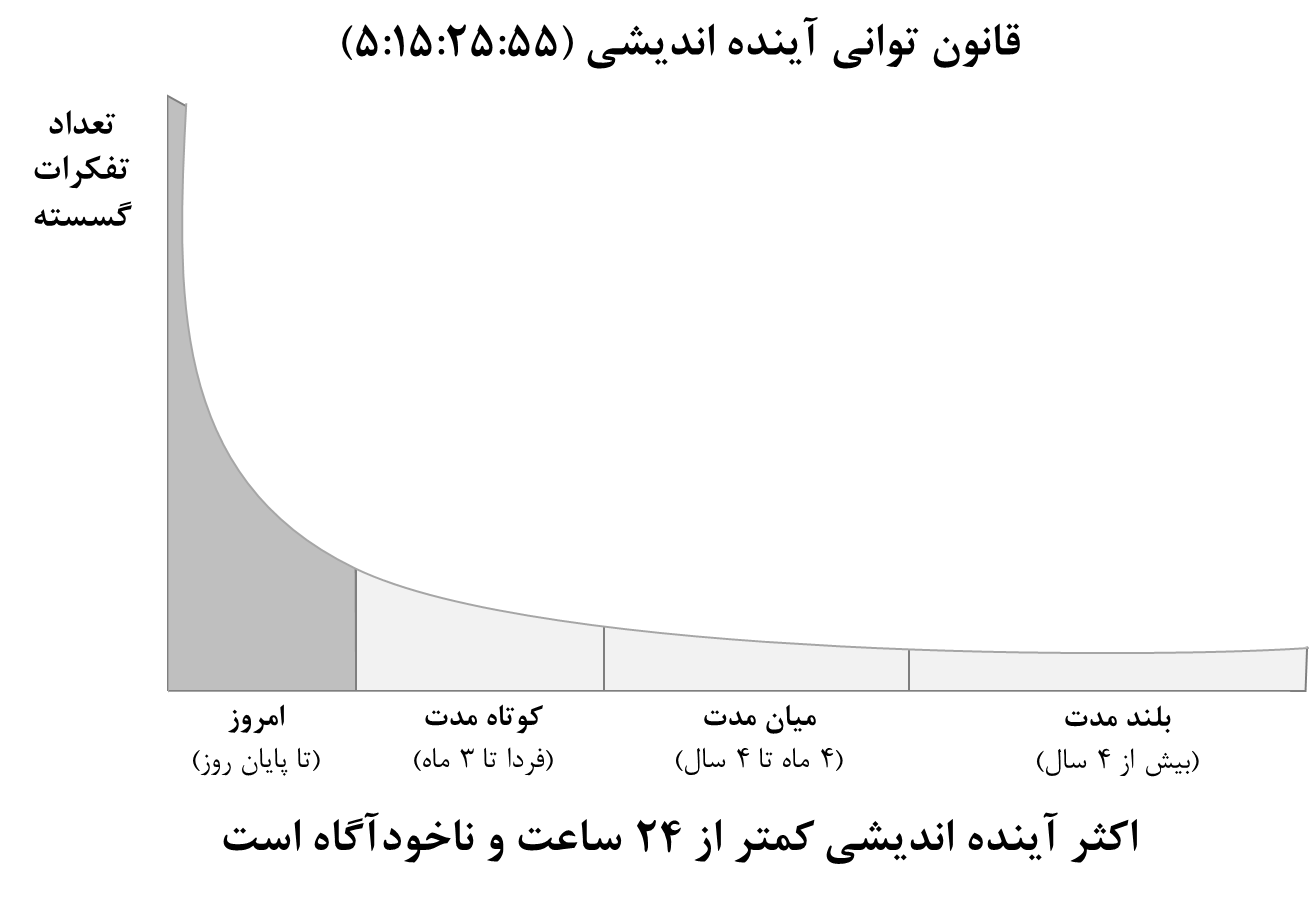 قانون توانی آینده اندیشی (۵:۱۵:۲۵:۵۵)
تعداد
تفکرات
گسسته
امروز
(تا پایان روز)
کوتاه مدت
(فردا تا ۳ ماه)
میان مدت
(۴ ماه تا ۴ سال)
بلند مدت
(بیش از ۴ سال)
اکثر آینده اندیشی کمتر از ۲۴ ساعت و ناخودآگاه است